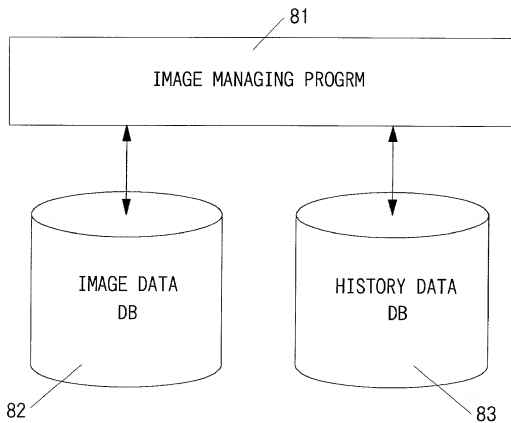 81
IMAGE MANAGING PROGRM
IMAGE DATA
DB
HISTORY DATA
DB
82
83